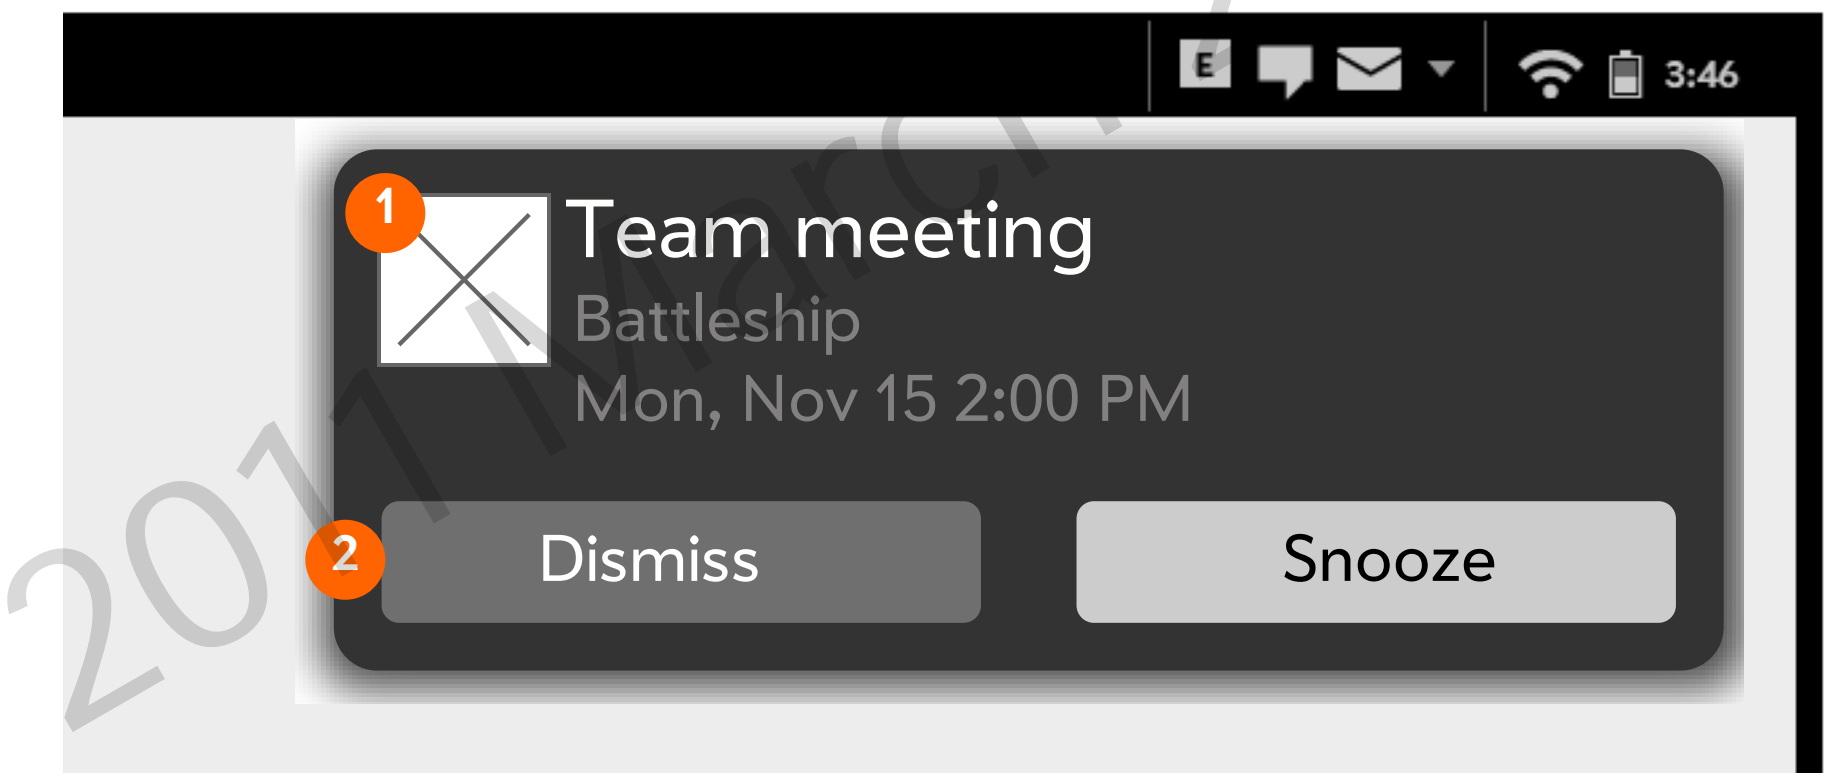 E
3:46
1
Team meeting
Battleship
Mon, Nov 15 2:00 PM
2
Dismiss
Snooze
2011 March